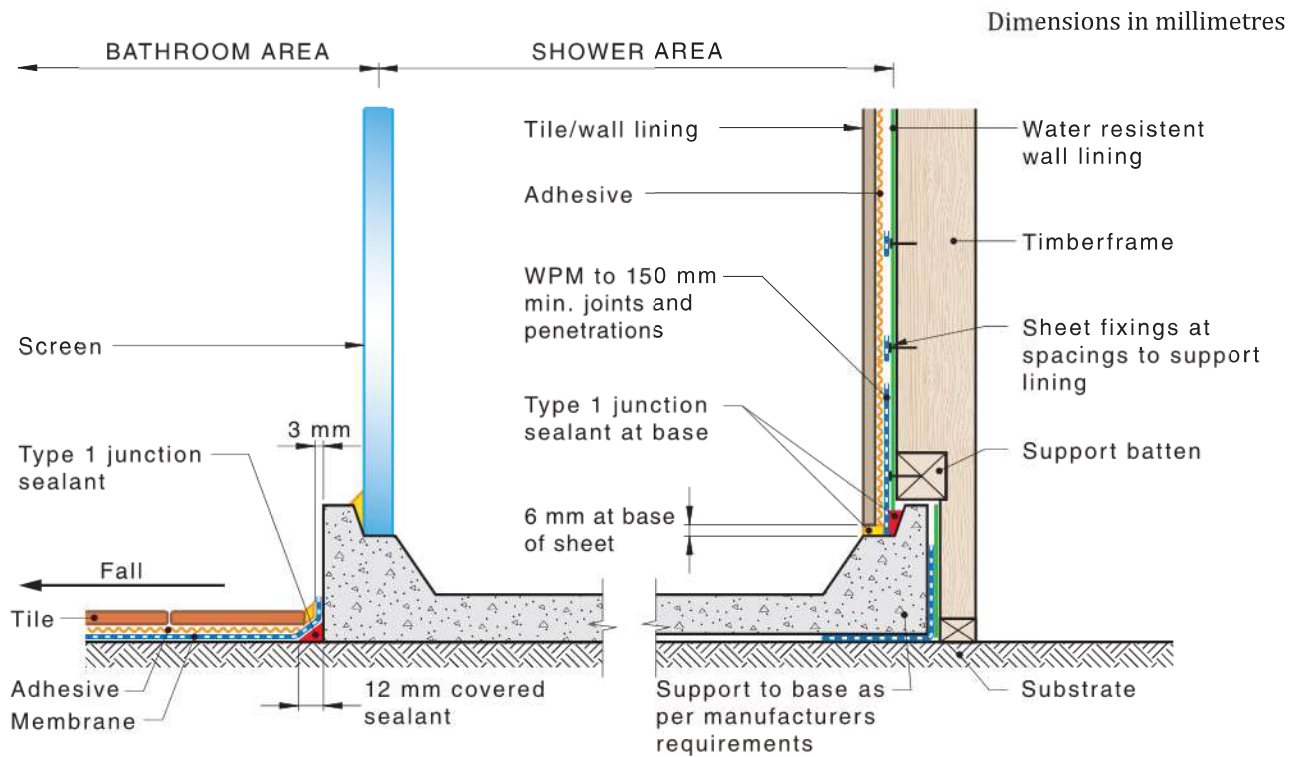 Dimensions in millimetres
BATHROOM AREA
SHOWER AREA
Tile/wall lining
Water resistent
wall lining
Adhesive
Timberframe
WPM to 150 mm
min. joints and
penetrations
Screen
Sheet fixings at
spacings to support
lining
Type 1 junction
sealant at base
3 mm
Type 1 junction
sealant
Support batten
6 mm at base
of sheet
Fall
Tile
Adhesive
Membrane
12 mm covered
sealant
Support to base as
per manufacturers
requirements
Substrate